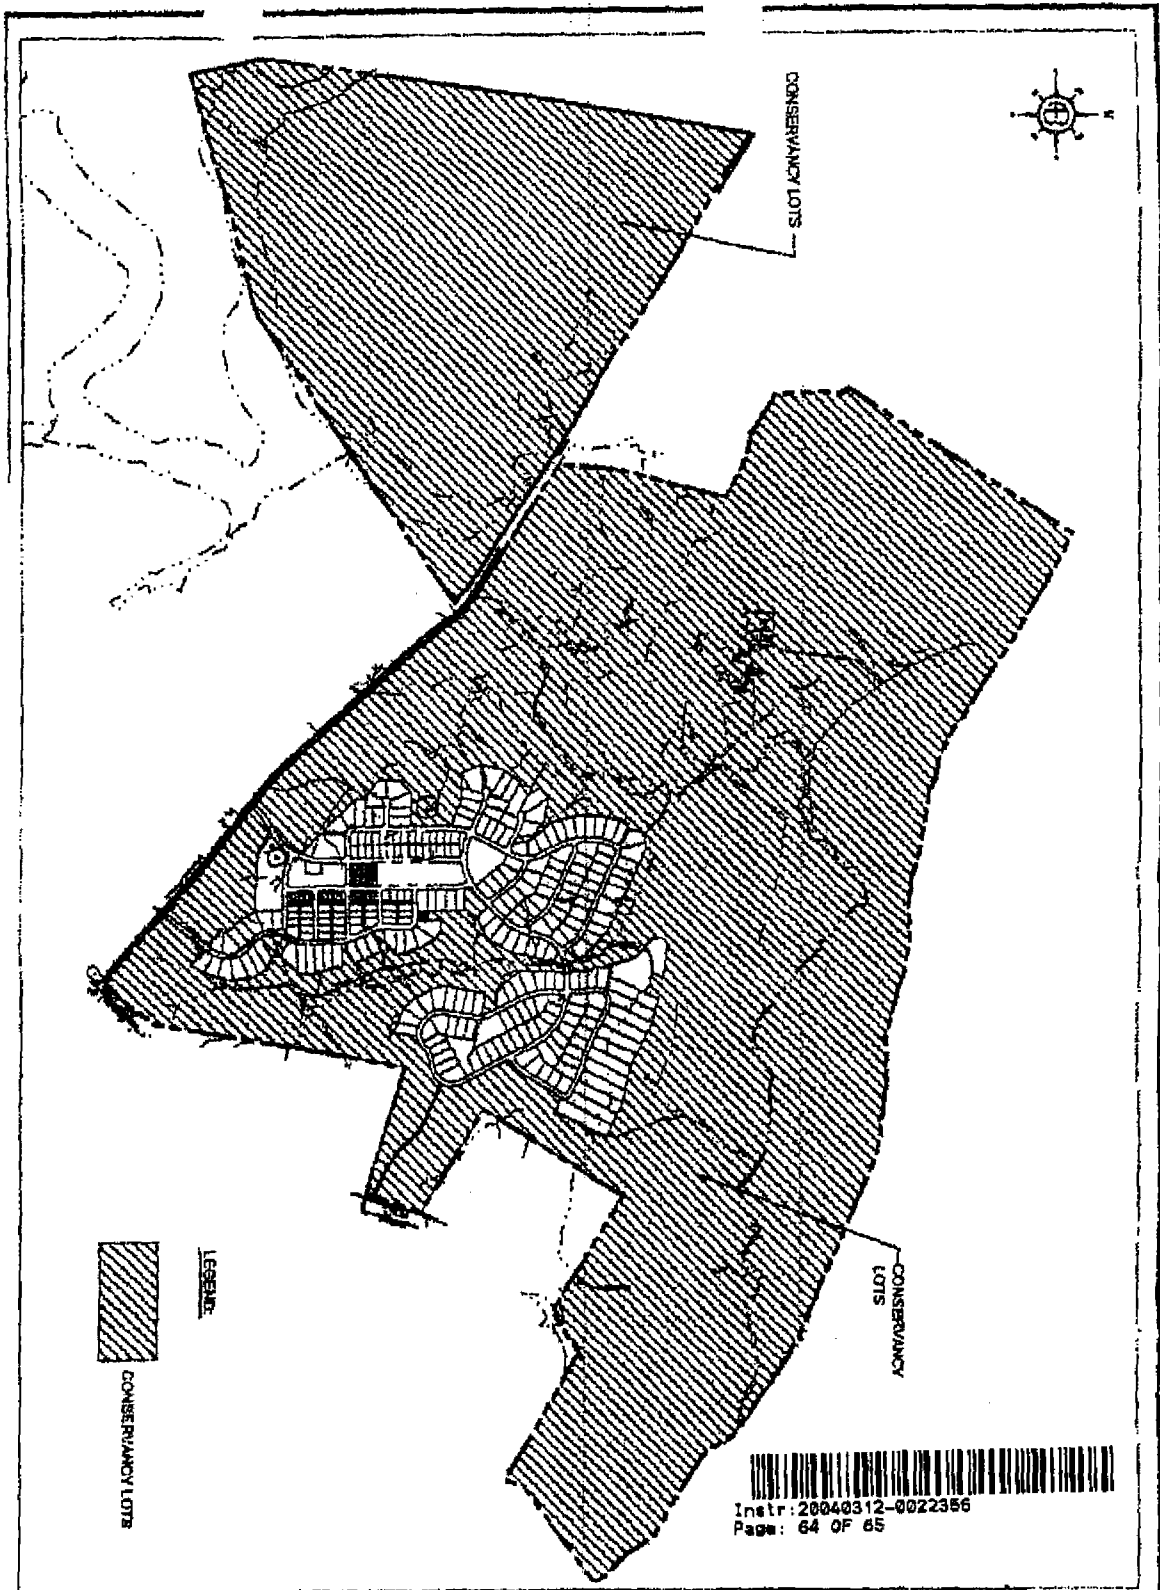 N
CONSERVANCY LOTS
CONSERVANCY
LOTS
LEGEND:
CONSERVANCY LOTS
Instr:20040312-0022356
Page: 64 OF 65